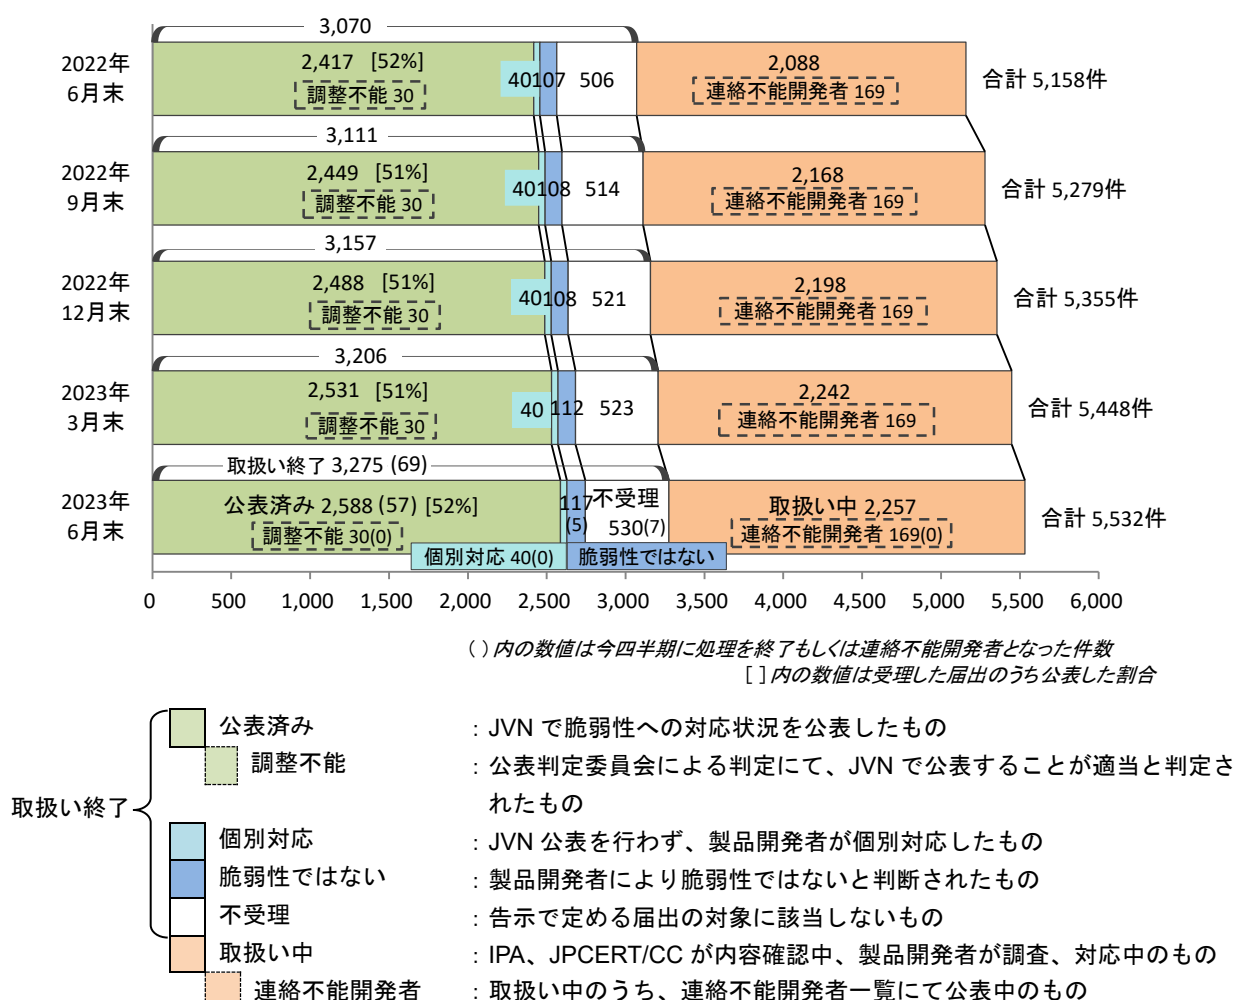 3,070
2022年
6月末
2,417 [52%]
調整不能 30
40
107
506
2,088
連絡不能開発者 169
合計 5,158件
3,111
2022年
9月末
2,449 [51%]
調整不能 30
40
108
514
2,168
連絡不能開発者 169
合計 5,279件
3,157
2022年
12月末
2,488 [51%]
調整不能 30
40
108
521
2,198
連絡不能開発者 169
合計 5,355件
3,206
2023年
3月末
2,531 [51%]
調整不能 30
40
112
523
2,242
連絡不能開発者 169
合計 5,448件
取扱い終了 3,275 (69)
2023年
6月末
公表済み 2,588 (57) [52%]
調整不能 30(0)
117
(5)
不受理
530(7)
取扱い中 2,257
連絡不能開発者 169(0)
合計 5,532件
個別対応 40(0)
脆弱性ではない
0 500 1,000 1,500 2,000 2,500 3,000 3,500 4,000 4,500 5,000 5,500 6,000
( ) 内の数値は今四半期に処理を終了もしくは連絡不能開発者となった件数
[ ] 内の数値は受理した届出のうち公表した割合
取扱い終了
公表済み : JVN で脆弱性への対応状況を公表したもの
調整不能 : 公表判定委員会による判定にて、JVN で公表することが適当と判定さ
れたもの
個別対応 : JVN 公表を行わず、製品開発者が個別対応したもの
脆弱性ではない : 製品開発者により脆弱性ではないと判断されたもの
不受理 : 告示で定める届出の対象に該当しないもの
取扱い中 : IPA、JPCERT/CC が内容確認中、製品開発者が調査、対応中のもの
連絡不能開発者 : 取扱い中のうち、連絡不能開発者一覧にて公表中のもの